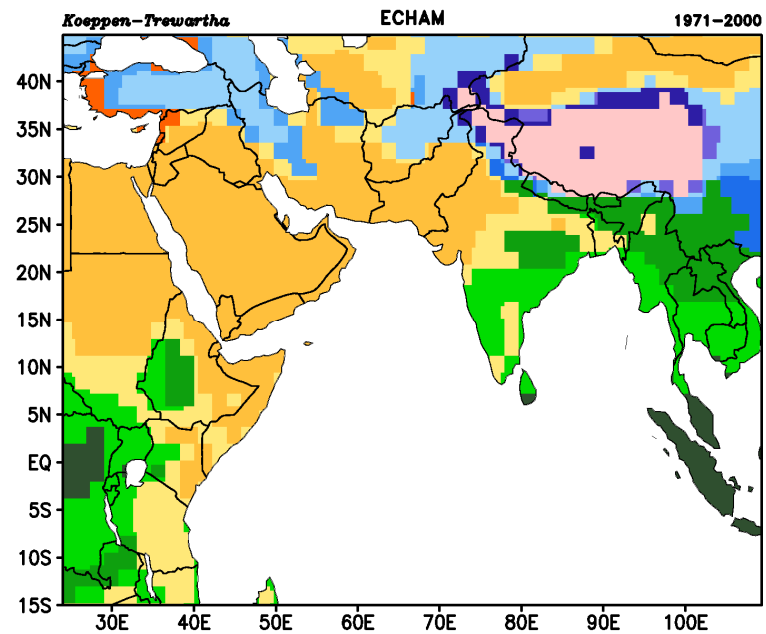 Koeppen-Trewartha ECHAM 1971-2000
40N
35N
30N
25N
20N
15N
10N
5N
EQ
5S
10S
15S
30E 40E 50E 60E 70E 80E 90E 100E